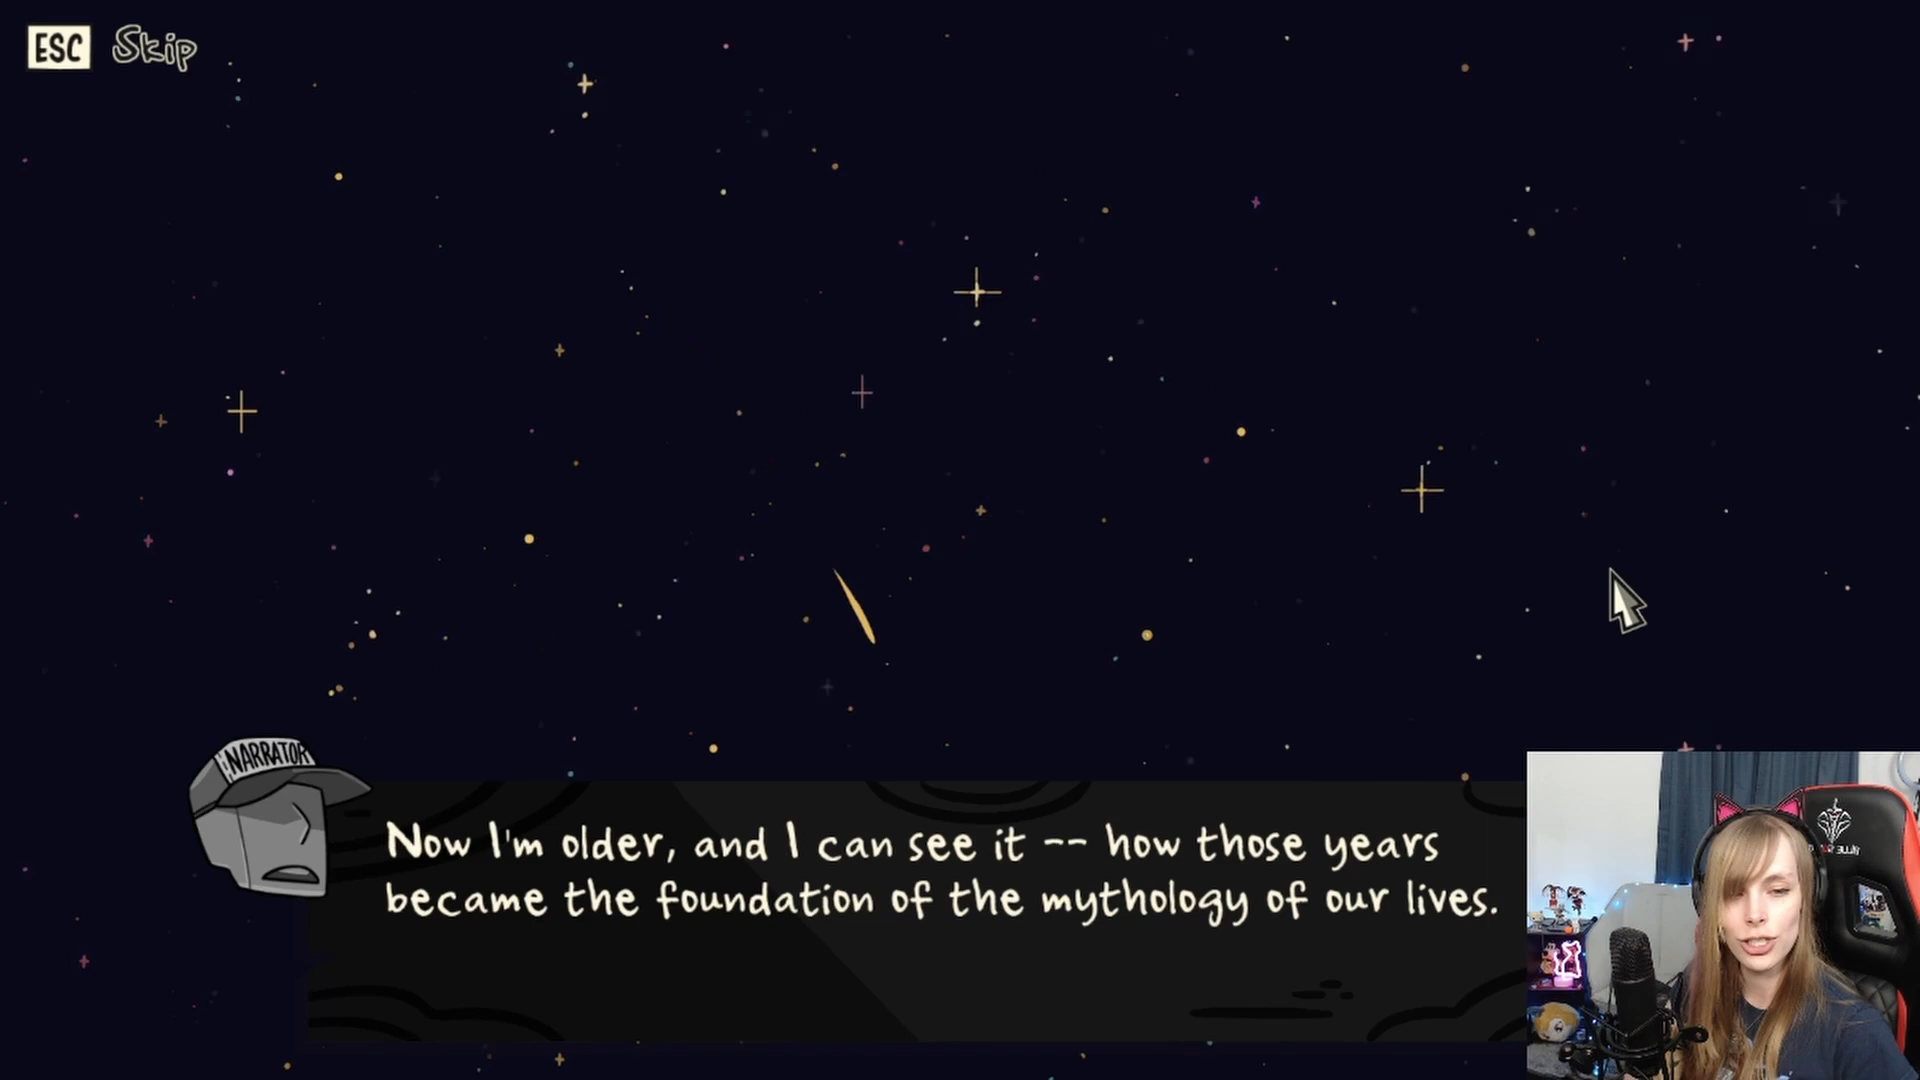 ESC Skip
NARRATOR
Now I'm older, and I can see it -- how those years
became the foundation of the mythology of our lives.